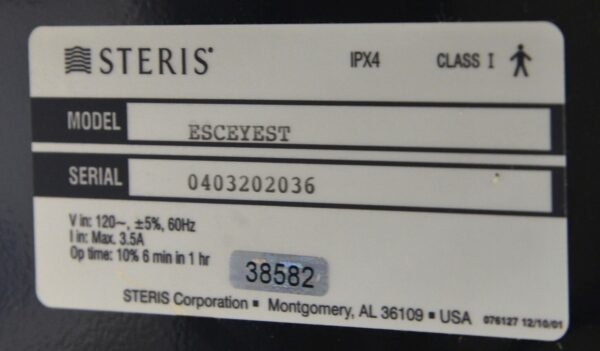 STERIS® IPX4 CLASS I
MODEL ESCEYEST
SERIAL 0403202036
V in: 120~, ±5%, 60Hz
I in: Max. 3.5A
Op time: 10% 6 min in 1 hr
38582
STERIS Corporation ▪ Montgomery, AL 36109 ▪ USA 076127 12/10/01